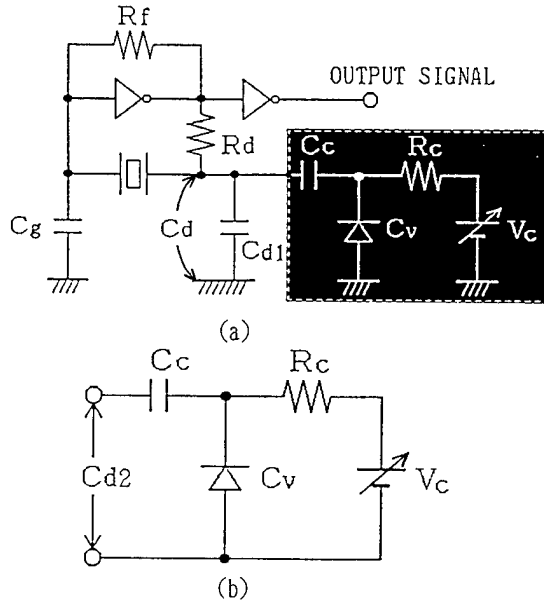 Rf
OUTPUT SIGNAL
Rd
Cc
Rc
Cg
Cd
Cd1
Cv
Vc
(a)
Cc
Rc
Cd2
Cv
Vc
(b)